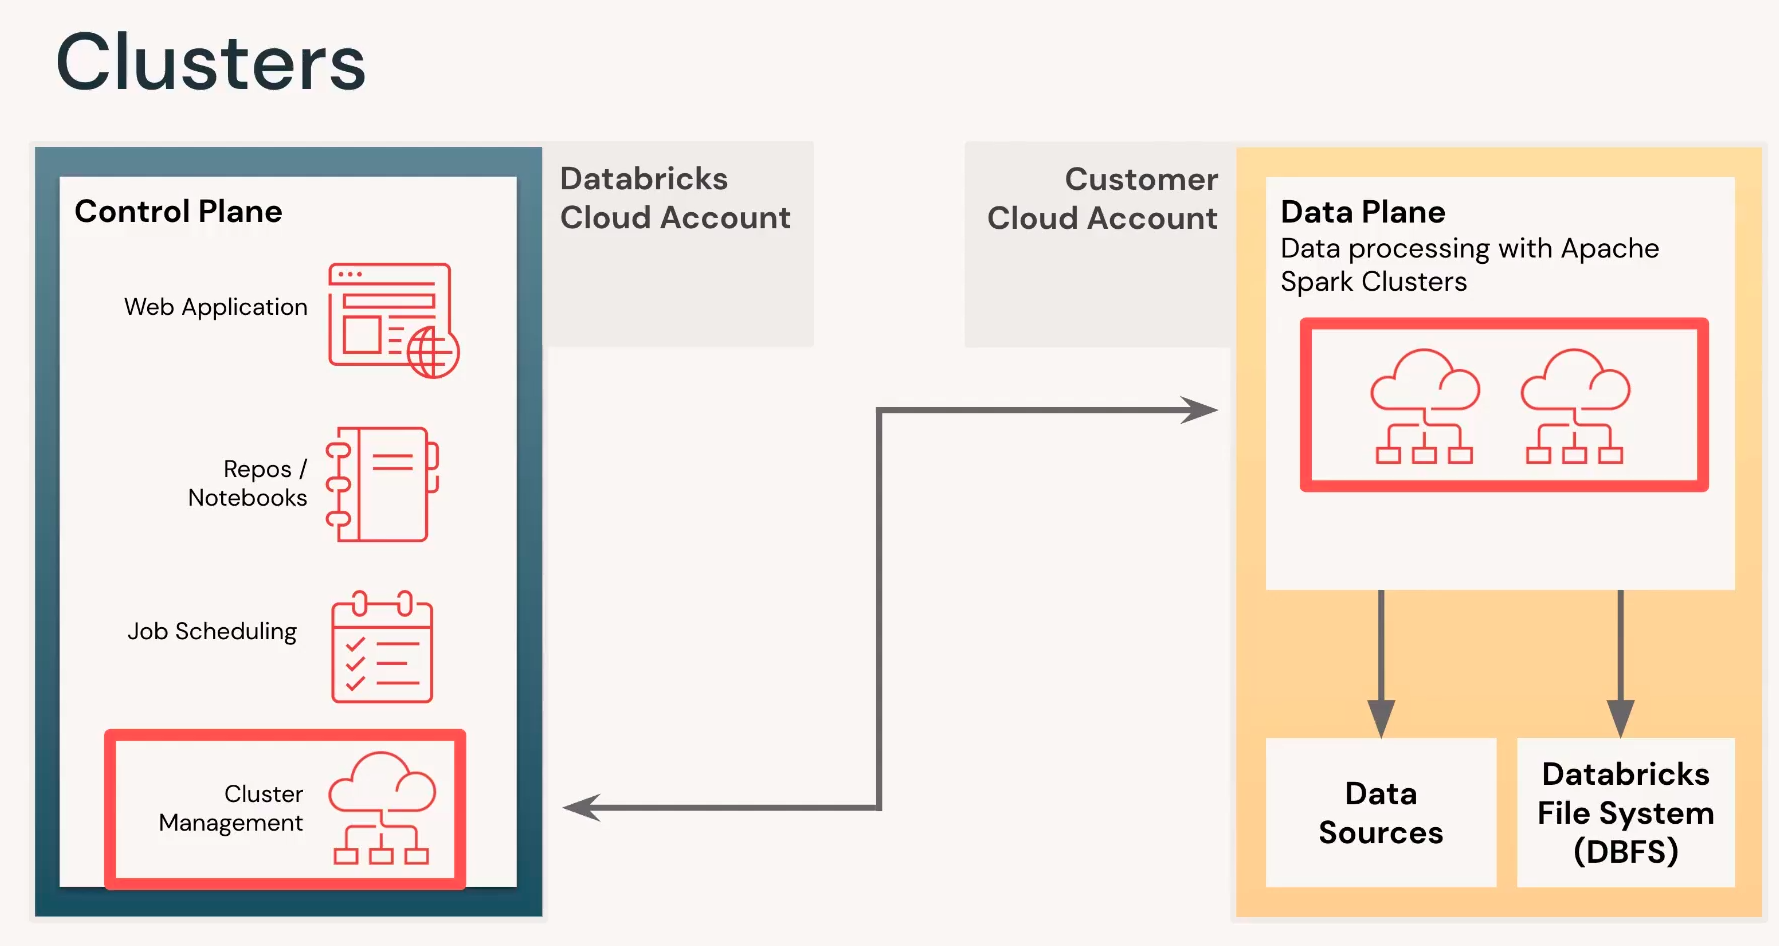 Clusters
Control Plane
Web Application
Repos /
Notebooks
Job Scheduling
Cluster
Management
Databricks
Cloud Account
Customer
Cloud Account
Data Plane
Data processing with Apache
Spark Clusters
Data
Sources
Databricks
File System
(DBFS)